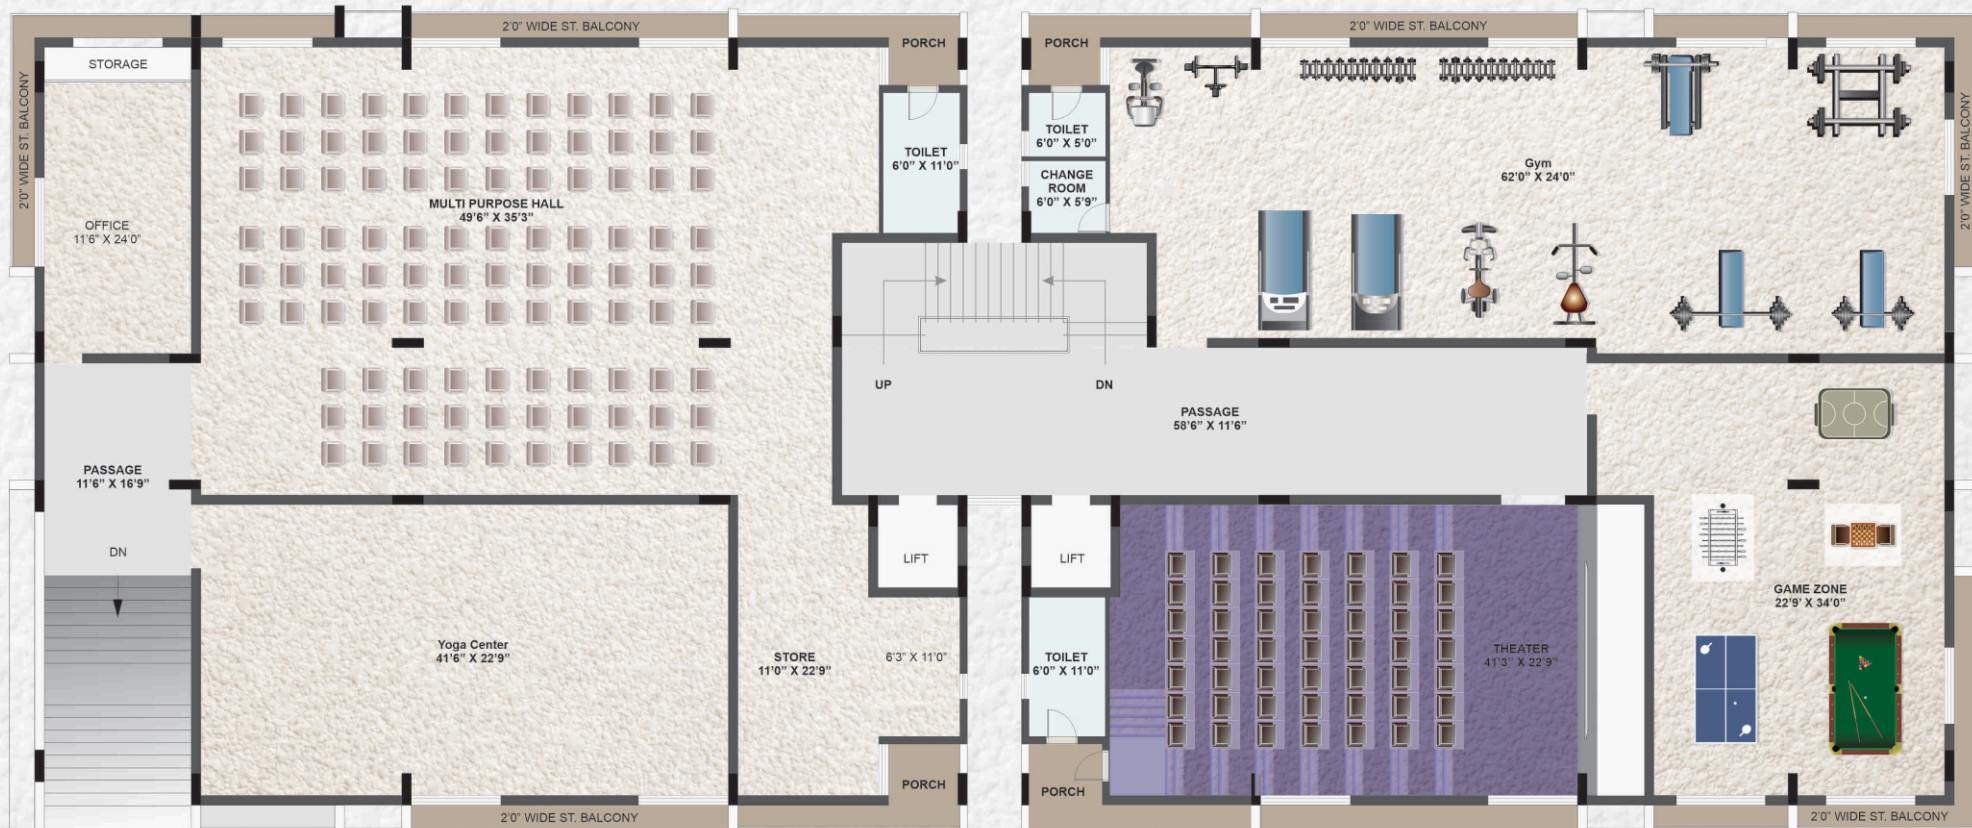 2'0" WIDE ST. BALCONY
2'0" WIDE ST. BALCONY
PORCH
PORCH
STORAGE
2'0" WIDE ST. BALCONY
2'0" WIDE ST. BALCONY
TOILET
6'0" X 11'0"
TOILET
6'0" X 5'0"
CHANGE
ROOM
6'0" X 5'9"
Gym
62'0" X 24'0"
MULTI PURPOSE HALL
49'6" X 35'3"
OFFICE
11'6" X 24'0"
UP
DN
PASSAGE
58'6" X 11'6"
PASSAGE
11'6" X 16'9"
DN
LIFT
LIFT
GAME ZONE
22'9' X 34'0"
Yoga Center
41'6" X 22'9"
STORE
11'0" X 22'9"
6'3" X 11'0"
TOILET
6'0" X 11'0"
THEATER
41'3" X 22'9"
PORCH
PORCH
2'0" WIDE ST. BALCONY
2'0" WIDE ST. BALCONY